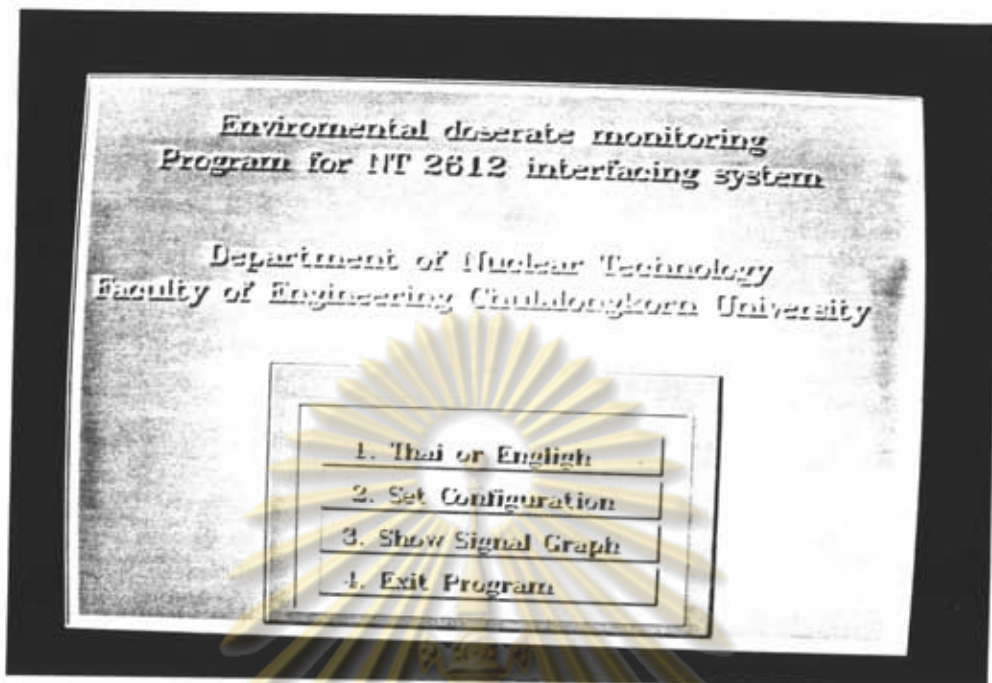 Enviromental doserate monitoring
Program for NT 2612 interfacing system
Department of Nuclear Technology
Faculty of Engineering Chulalongkorn University
1. Thai or Engligh
2. Set Configuration
3. Show Signal Graph
4. Exit Program